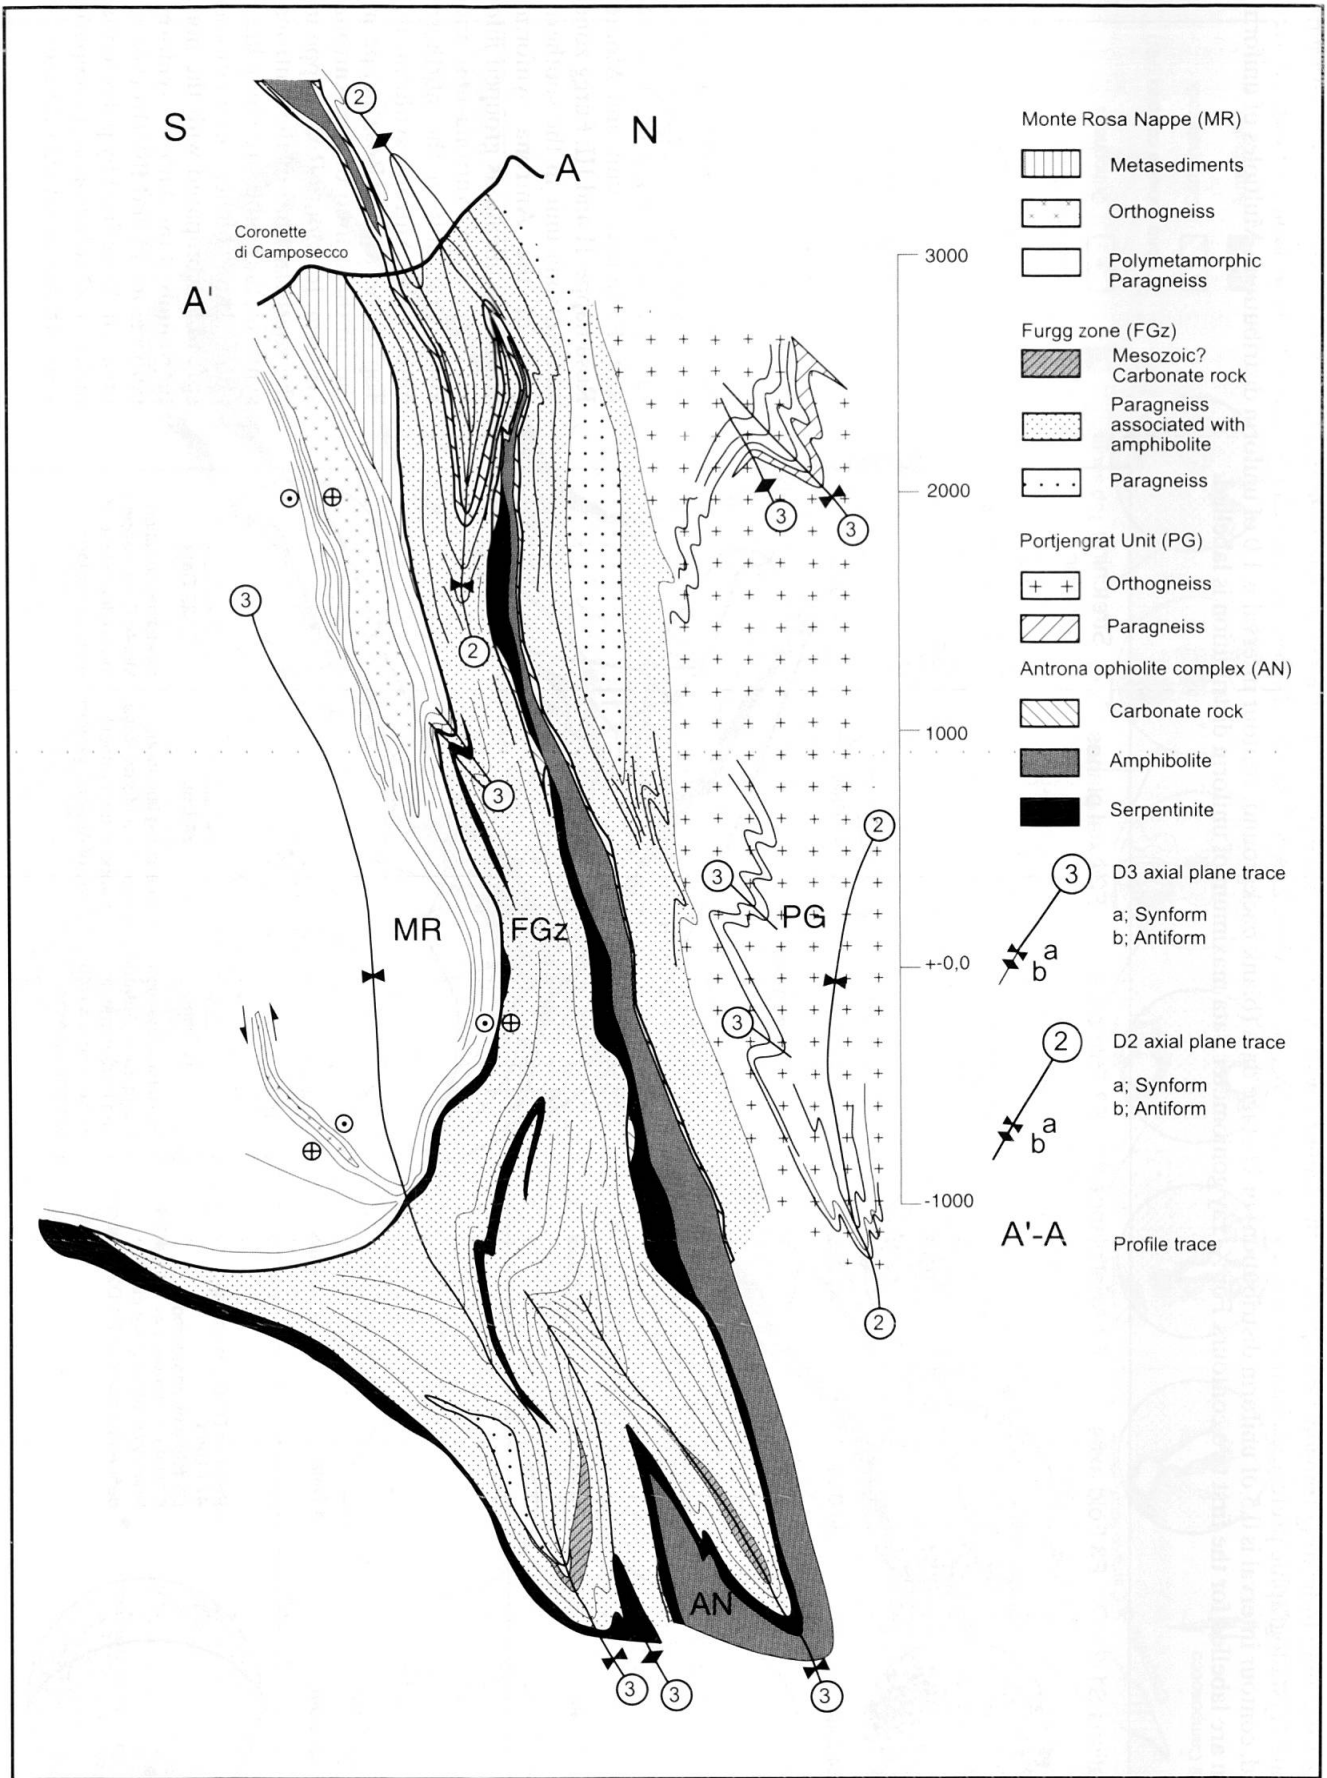 S
N
2
A
Coronette
di Camposecco
A'
3
2
3
MR
FGz
PG
AN
3
3
3
3
2
2
3
3
3
3000
2000
1000
+-0,0
-1000
Monte Rosa Nappe (MR)
Metasediments
Orthogneiss
Polymetamorphic
Paragneiss
Furgg zone (FGz)
Mesozoic?
Carbonate rock
Paragneiss
associated with
amphibolite
Paragneiss
Portjengrat Unit (PG)
Orthogneiss
Paragneiss
Antrona ophiolite complex (AN)
Carbonate rock
Amphibolite
Serpentinite
3
D3 axial plane trace
a; Synform
b; Antiform
a
b
2
D2 axial plane trace
a; Synform
b; Antiform
a
b
A'-A
Profile trace